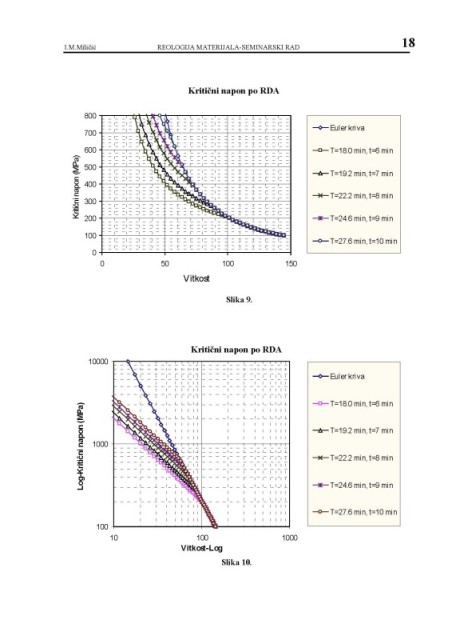 I.M.Miličić REOLOGIJA MATERIJALA-SEMINARSKI RAD 18
Kritični napon po RDA
Kritični napon (MPa)
800
700
600
500
400
300
200
100
0
0 50 100 150
Vitkost
Euler kriva
T=18.0 min, t=6 min
T=19.2 min, t=7 min
T=22.2 min, t=8 min
T=24.6 min, t=9 min
T=27.6 min, t=10 min
Slika 9.
Kritični napon po RDA
Log-Kritični napon (MPa)
10000
1000
100
10 100 1000
Vitkost-Log
Euler kriva
T=18.0 min, t=6 min
T=19.2 min, t=7 min
T=22.2 min, t=8 min
T=24.6 min, t=9 min
T=27.6 min, t=10 min
Slika 10.